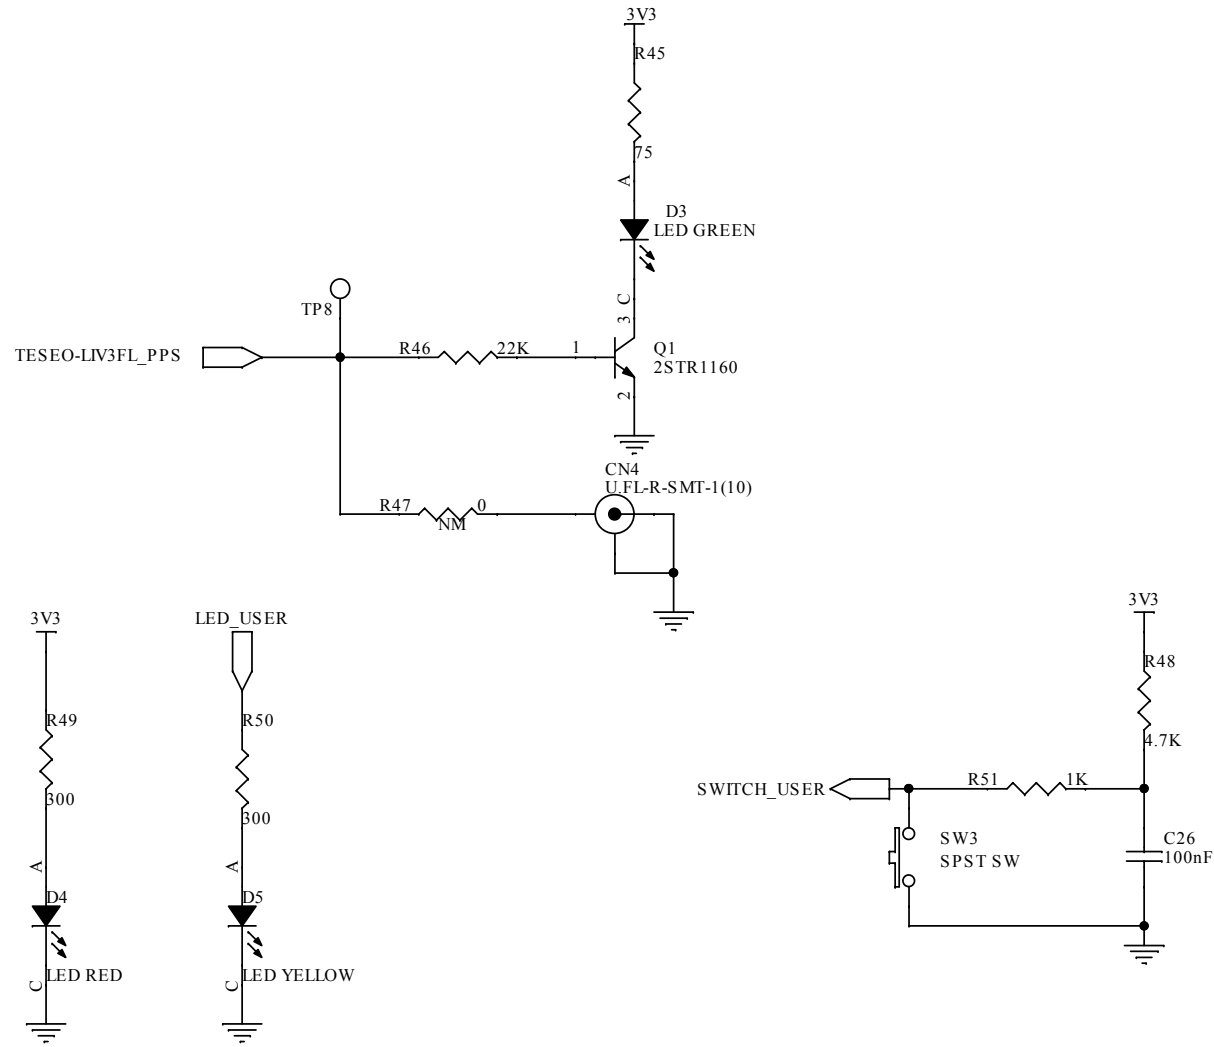 3V3
R45
75
A
D3
LED GREEN
C
3
TP8
TESEO-LIV3FL_PPS
R46
22K
1
Q1
2STR1160
2
CN4
U.FL-R-SMT-1(10)
R47
0
NM
3V3
R49
300
A
D4
LED RED
C
LED_USER
R50
300
A
D5
LED YELLOW
C
3V3
R48
4.7K
SWITCH_USER
R51
1K
SW3
SPST SW
C26
100nF